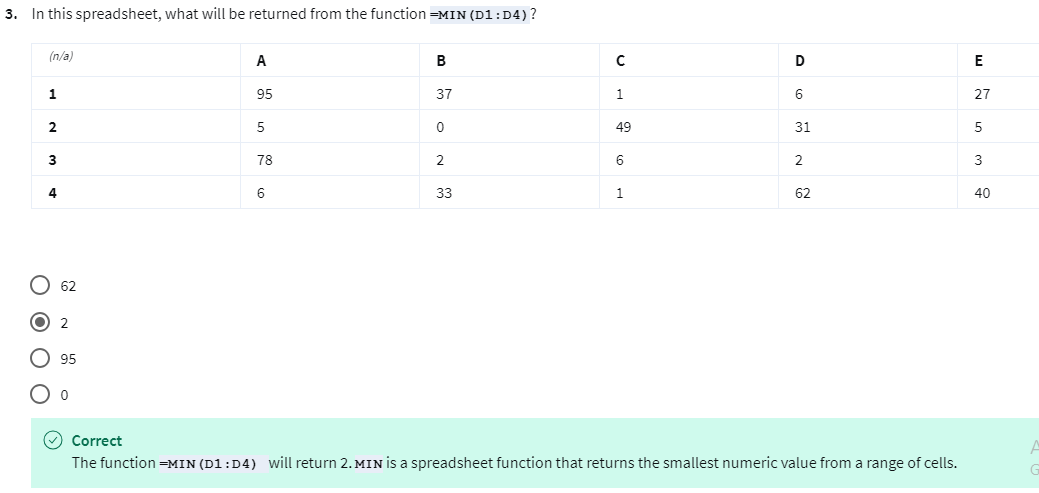 3. In this spreadsheet, what will be returned from the function =MIN(D1:D4)?
(n/a) A B C D E
1 95 37 1 6 27
2 5 0 49 31 5
3 78 2 6 2 3
4 6 33 1 62 40
62
2
95
0
Correct
The function =MIN(D1:D4) will return 2. MIN is a spreadsheet function that returns the smallest numeric value from a range of cells.